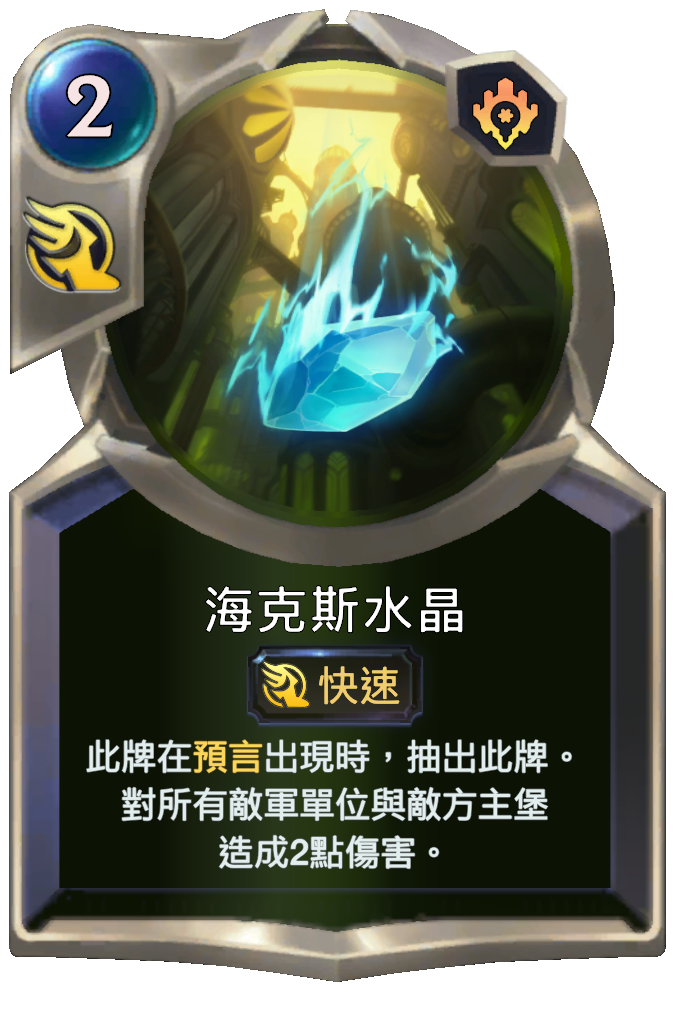 2
海克斯水晶
快速
此牌在預言出現時，抽出此牌。
對所有敵軍單位與敵方主堡
造成2點傷害。